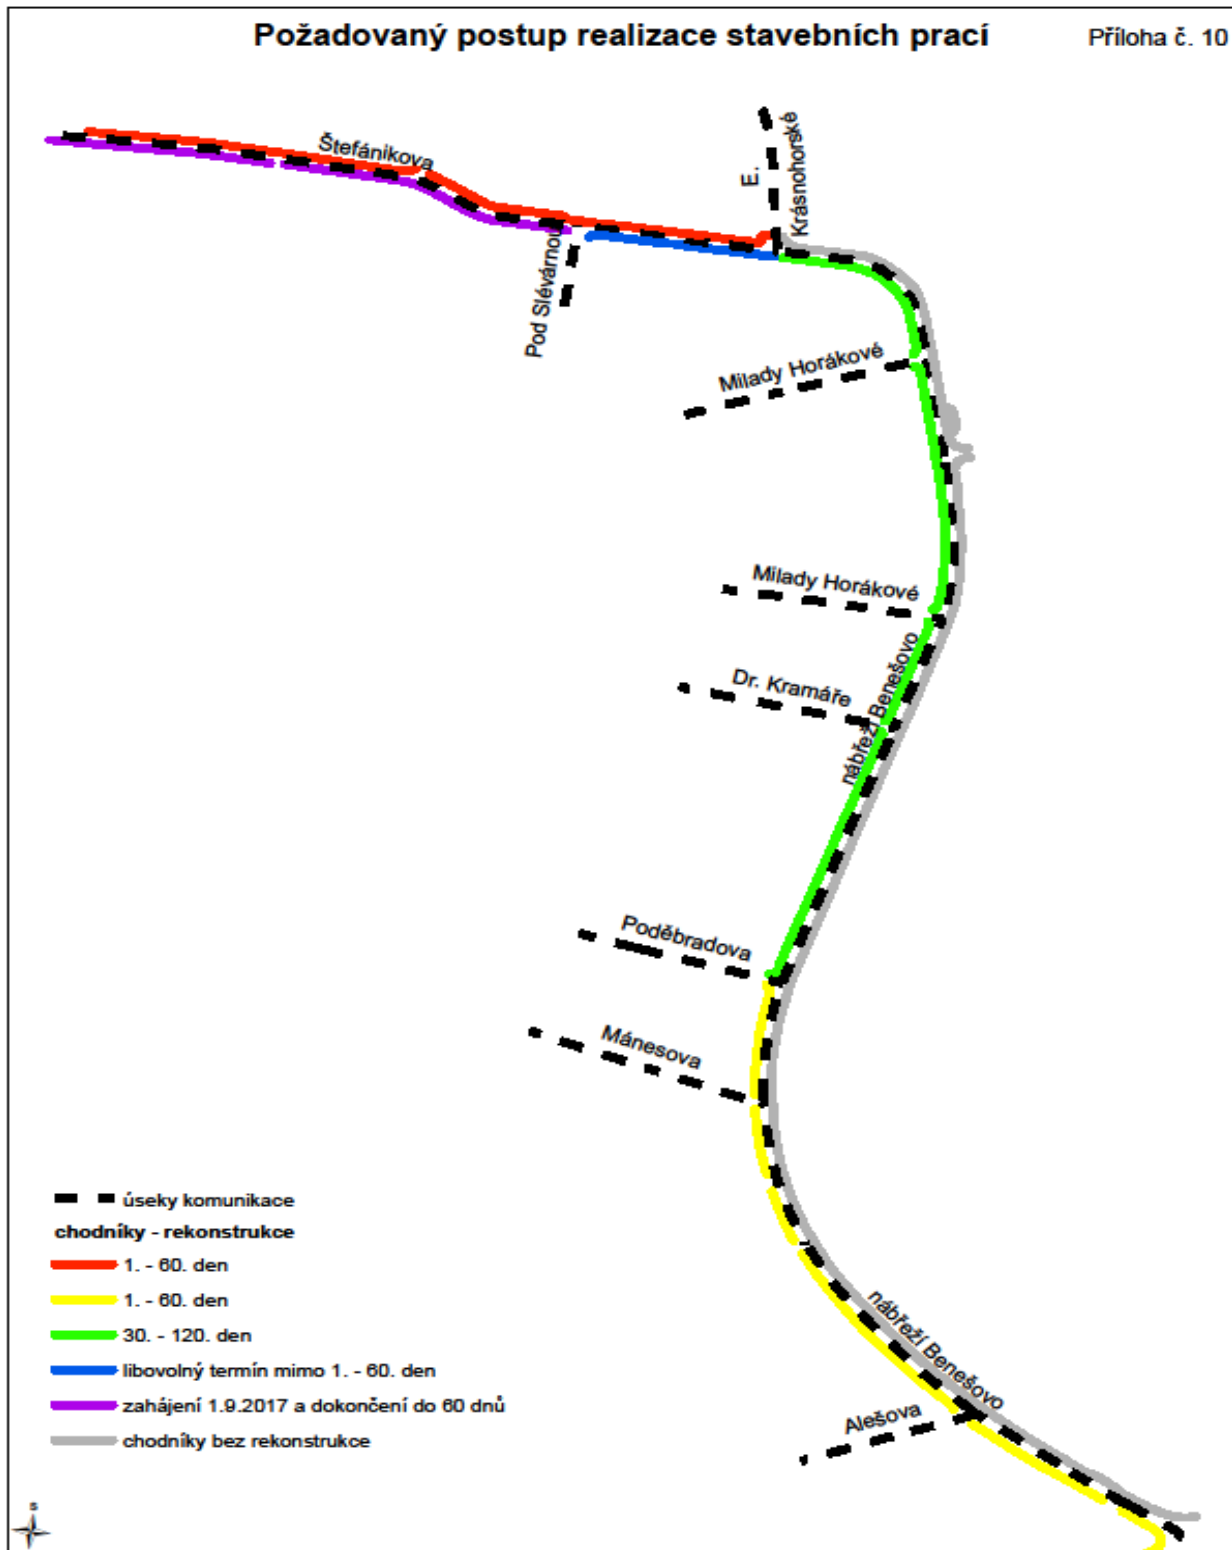 Požadovaný postup realizace stavebních prací
Příloha č. 10
Štefánikova
E.
Krásnohorské
Pod Slévárnou
Milady Horákové
Milady Horákové
Dr. Kramáře
nábřeží Benešovo
Poděbradova
Mánesova
nábřeží Benešovo
Alešova
úseky komunikace
chodníky - rekonstrukce
1. - 60. den
1. - 60. den
30. - 120. den
libovolný termín mimo 1. - 60. den
zahájení 1.9.2017 a dokončení do 60 dnů
chodníky bez rekonstrukce
s